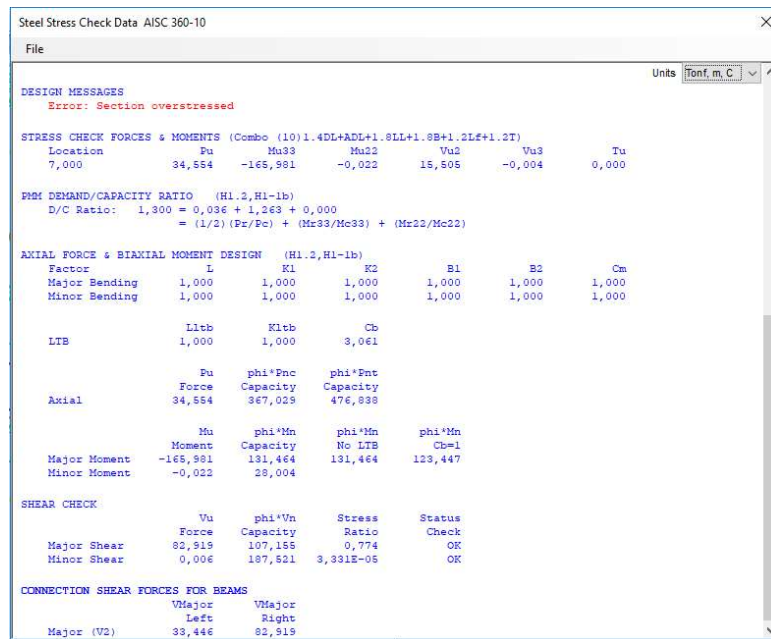 Steel Stress Check Data AISC 360-10
File
Units Tonf, m, C
DESIGN MESSAGES
Error: Section overstressed
STRESS CHECK FORCES & MOMENTS (Combo (10)1.4DL+ADL+1.8LL+1.8B+1.2Lf+1.2T)
Location Pu Mu33 Mu22 Vu2 Vu3 Tu
7,000 34,554 -165,981 -0,022 15,505 -0,004 0,000
PMM DEMAND/CAPACITY RATIO (H1.2,H1-1b)
D/C Ratio: 1,300 = 0,036 + 1,263 + 0,000
= (1/2)(Pr/Pc) + (Mr33/Mc33) + (Mr22/Mc22)
AXIAL FORCE & BIAXIAL MOMENT DESIGN (H1.2,H1-1b)
Factor L K1 K2 B1 B2 Cm
Major Bending 1,000 1,000 1,000 1,000 1,000 1,000
Minor Bending 1,000 1,000 1,000 1,000 1,000 1,000
Lltb Kltb Cb
LTB 1,000 1,000 3,061
Pu phi*Pnc phi*Pnt
Force Capacity Capacity
Axial 34,554 367,029 476,838
Mu phi*Mn phi*Mn phi*Mn
Moment Capacity No LTB Cb=1
Major Moment -165,981 131,464 131,464 123,447
Minor Moment -0,022 28,004
SHEAR CHECK
Vu phi*Vn Stress Status
Force Capacity Ratio Check
Major Shear 82,919 107,155 0,774 OK
Minor Shear 0,006 187,521 3,331E-05 OK
CONNECTION SHEAR FORCES FOR BEAMS
VMajor VMajor
Left Right
Major (V2) 33,446 82,919